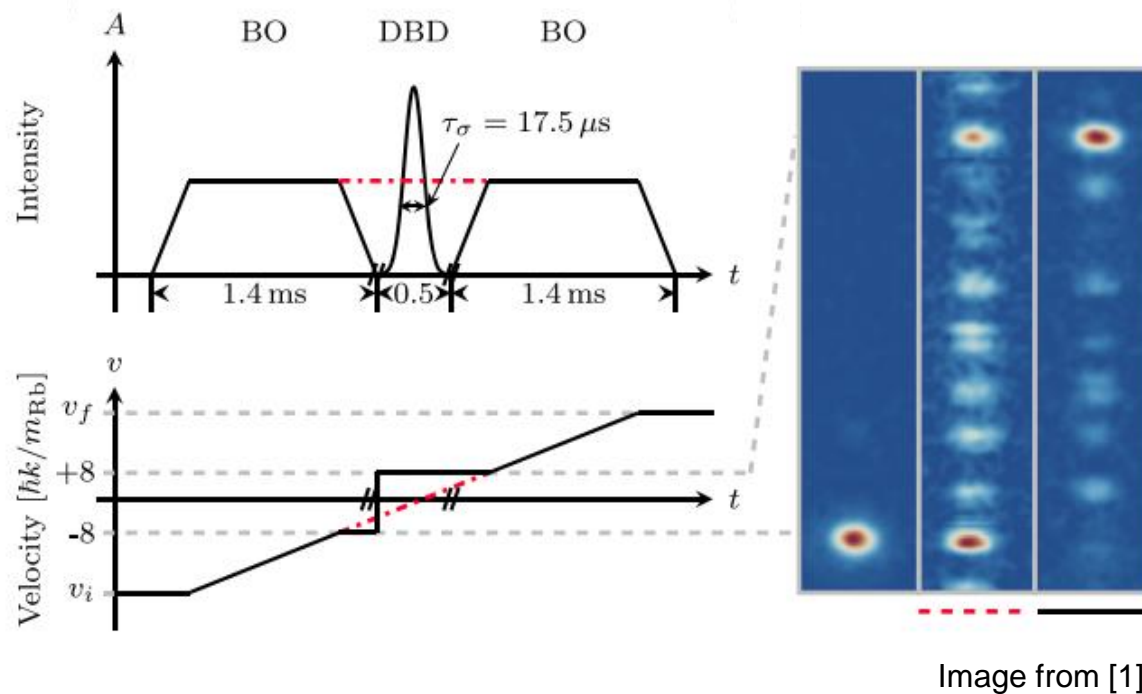 A
BO DBD BO
Intensity
τσ = 17.5 μs
t
1.4 ms 0.5 1.4 ms
v
Velocity [ħk/mRb]
vf
+8
t
-8
vi
Image from [1]